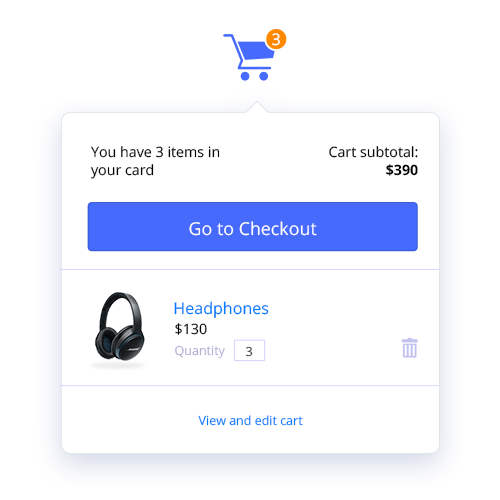 3
You have 3 items in
your card
Cart subtotal:
$390
Go to Checkout
Headphones
$130
Quantity 3
View and edit cart